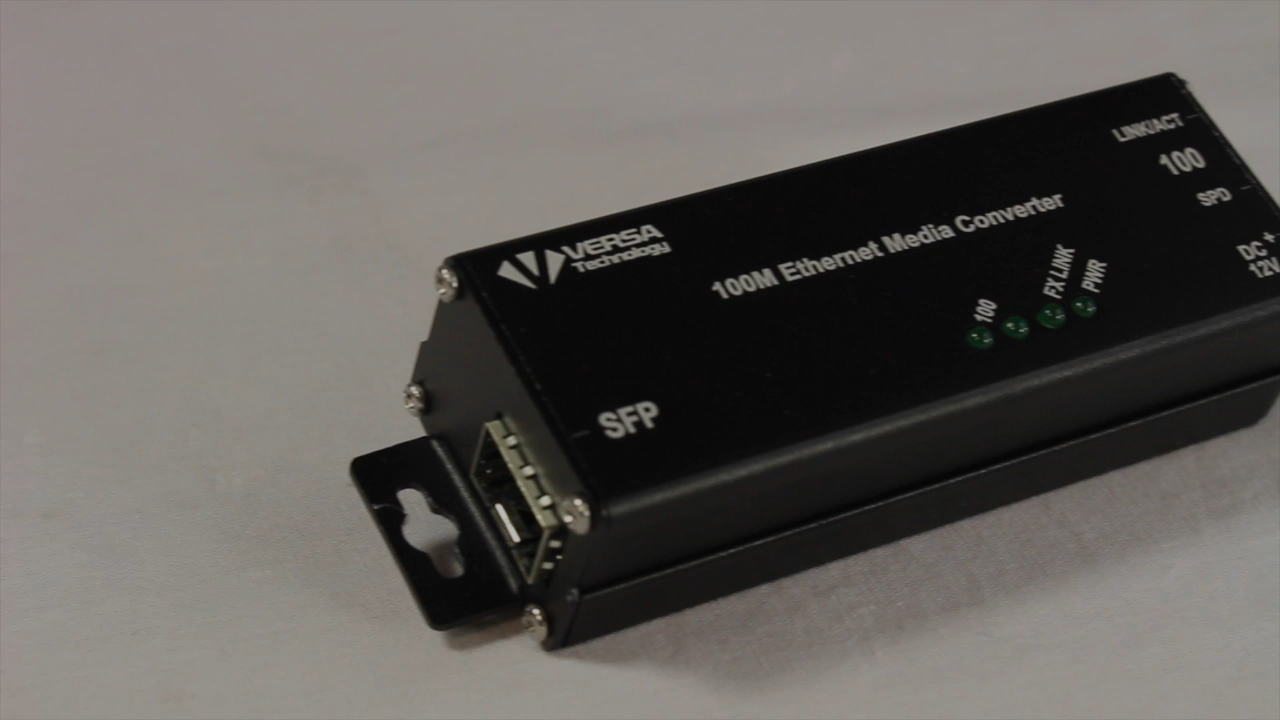 VERSA
Technology
100M Ethernet Media Converter
LINK/ACT
100
SPD
DC +
12V
100
FX LINK
PWR
SFP